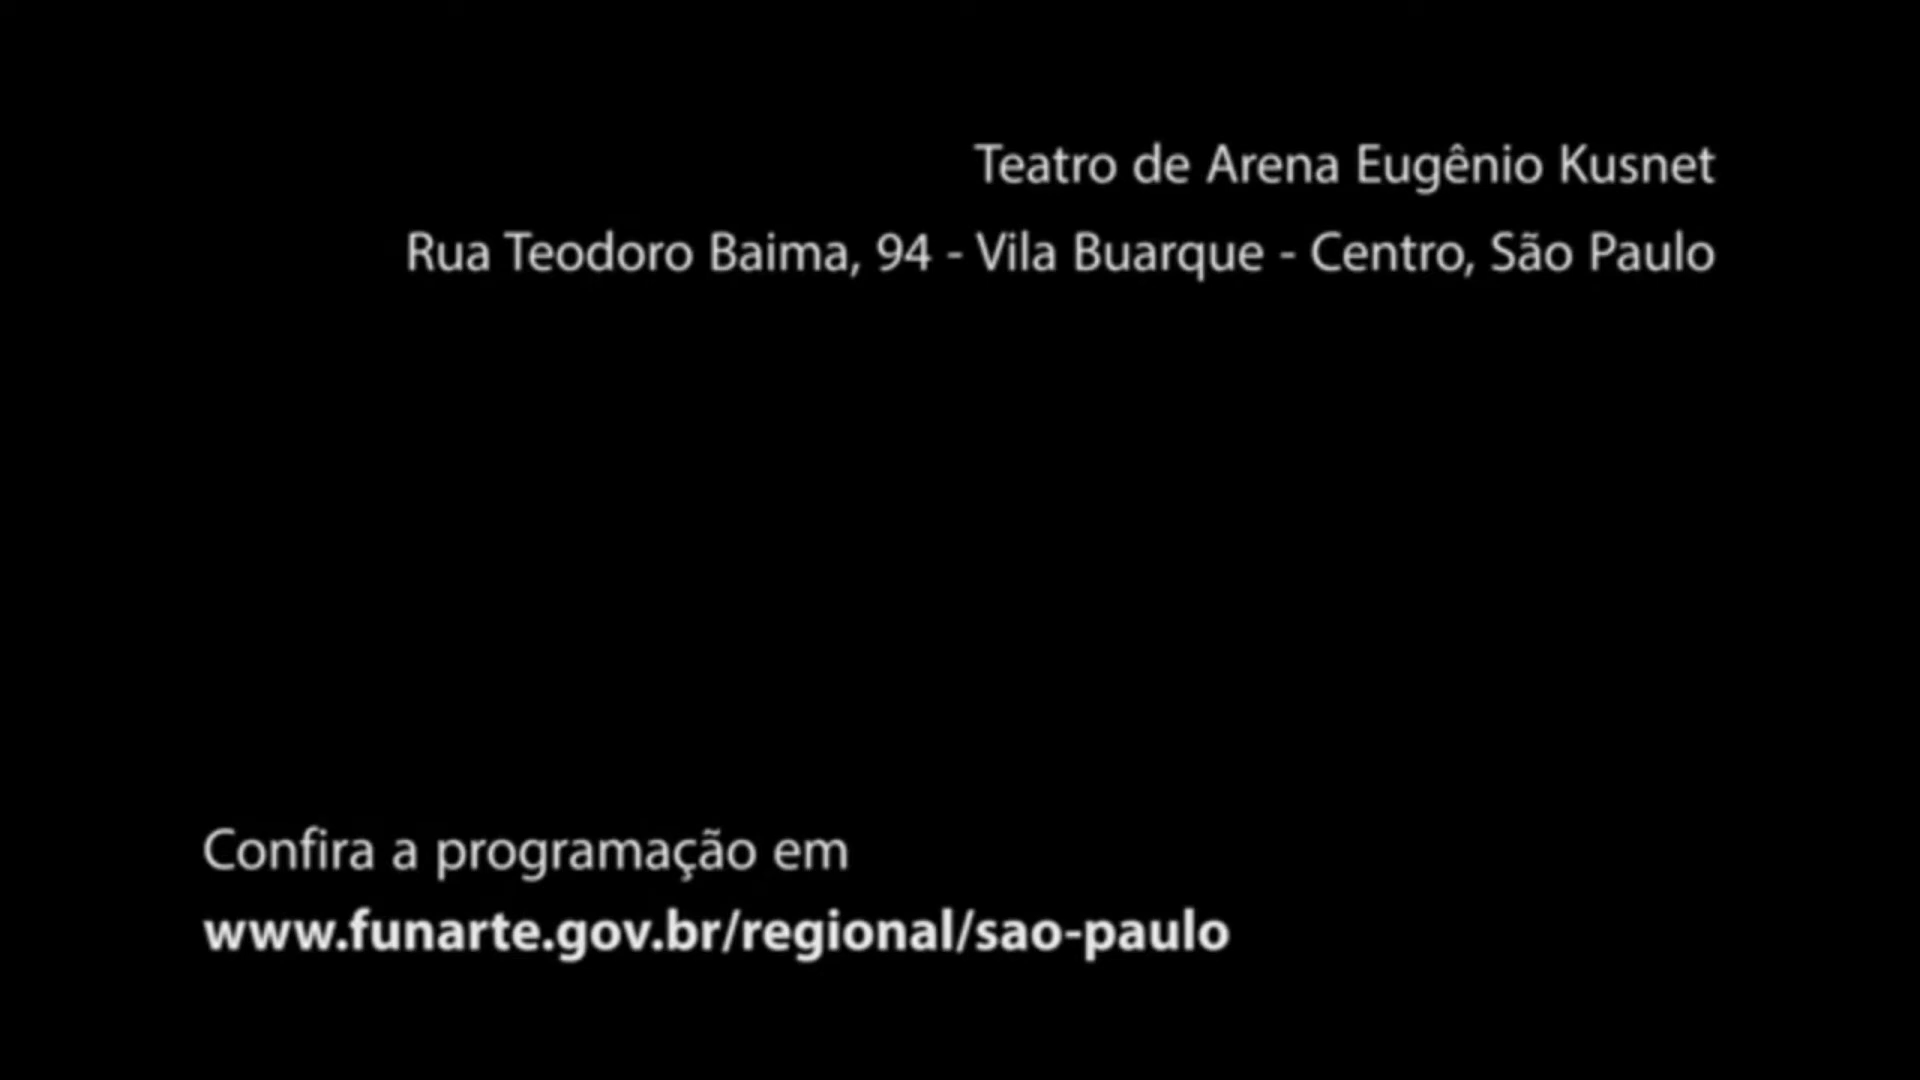 Teatro de Arena Eugênio Kusnet
Rua Teodoro Baima, 94 - Vila Buarque - Centro, São Paulo
Confira a programação em
www.funarte.gov.br/regional/sao-paulo